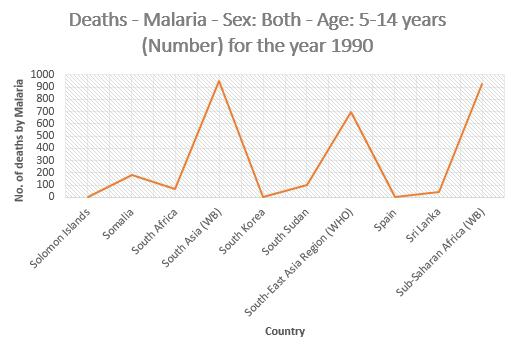 Deaths - Malaria - Sex: Both - Age: 5-14 years
(Number) for the year 1990
No. of deaths by Malaria
1000
900
800
700
600
500
400
300
200
100
0
Solomon Islands
Somalia
South Africa
South Asia (WB)
South Korea
South Sudan
South-East Asia Region (WHO)
Spain
Sri Lanka
Sub-Saharan Africa (WB)
Country